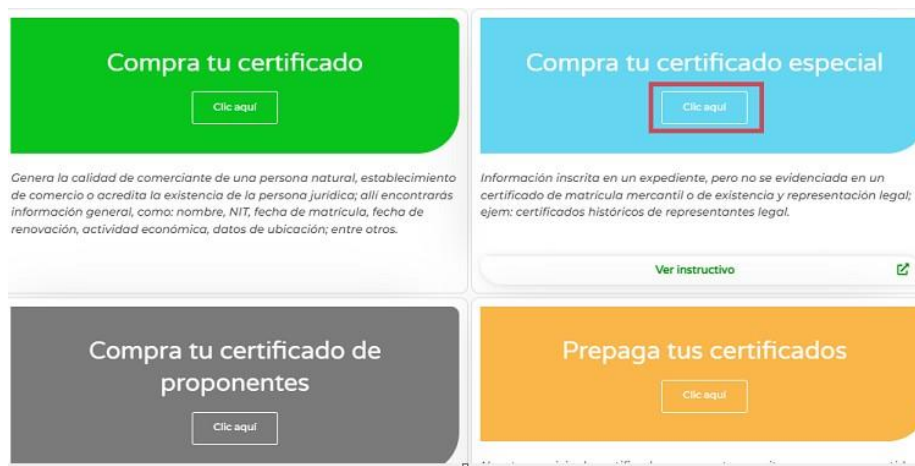 Compra tu certificado
Clic aquí
Genera la calidad de comerciante de una persona natural, establecimiento
de comercio o acredita la existencia de la persona jurídica; allí encontrarás
información general, como: nombre, NIT, fecha de matrícula, fecha de
renovación, actividad económica, datos de ubicación; entre otros.
Compra tu certificado especial
Clic aquí
Información inscrita en un expediente, pero no se evidenciada en un
certificado de matrícula mercantil o de existencia y representación legal;
ejem: certificados históricos de representantes legal.
Ver instructivo
Compra tu certificado de
proponentes
Clic aquí
Prepaga tus certificados
Clic aquí